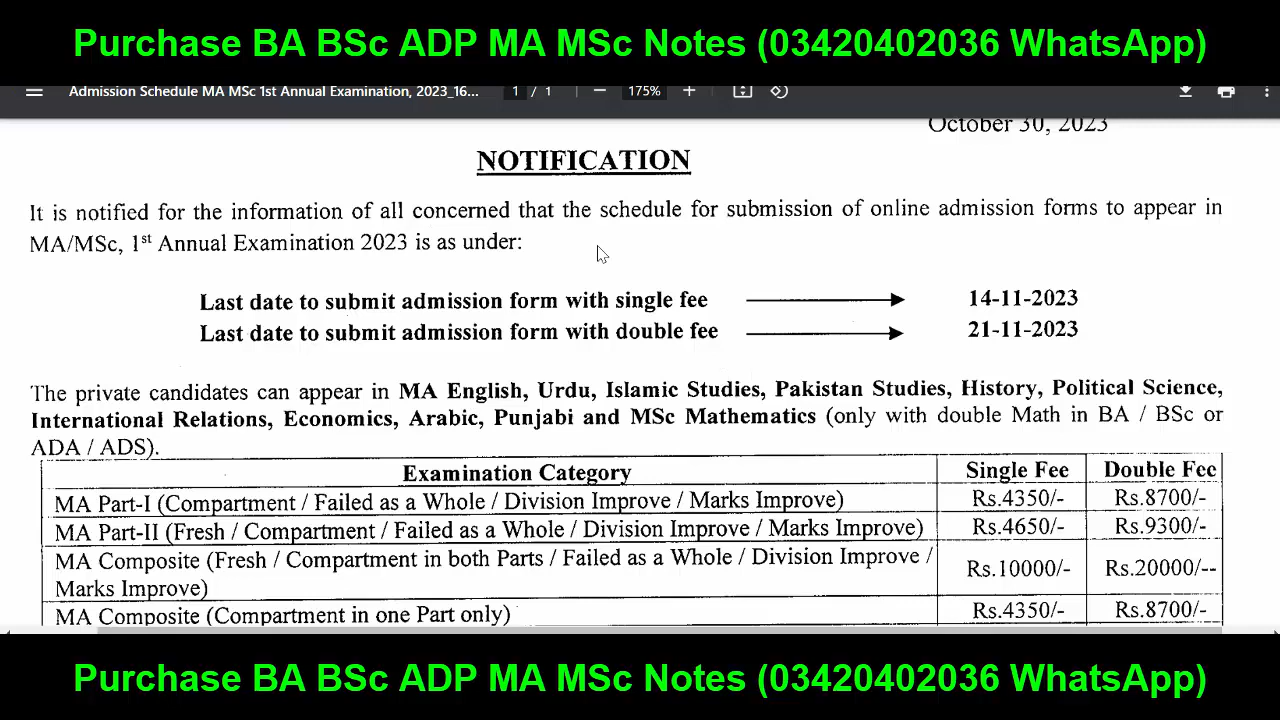 Purchase BA BSc ADP MA MSc Notes (03420402036 WhatsApp)
Admission Schedule MA MSc 1st Annual Examination, 2023_16... 1 / 1 175%
October 30, 2023
NOTIFICATION
It is notified for the information of all concerned that the schedule for submission of online admission forms to appear in
MA/MSc, 1st Annual Examination 2023 is as under:
Last date to submit admission form with single fee 14-11-2023
Last date to submit admission form with double fee 21-11-2023
The private candidates can appear in MA English, Urdu, Islamic Studies, Pakistan Studies, History, Political Science,
International Relations, Economics, Arabic, Punjabi and MSc Mathematics (only with double Math in BA / BSc or
ADA / ADS).
Examination Category Single Fee Double Fee
MA Part-I (Compartment / Failed as a Whole / Division Improve / Marks Improve) Rs.4350/- Rs.8700/-
MA Part-II (Fresh / Compartment / Failed as a Whole / Division Improve / Marks Improve) Rs.4650/- Rs.9300/-
MA Composite (Fresh / Compartment in both Parts / Failed as a Whole / Division Improve /
Marks Improve) Rs.10000/- Rs.20000/--
MA Composite (Compartment in one Part only) Rs.4350/- Rs.8700/-
Purchase BA BSc ADP MA MSc Notes (03420402036 WhatsApp)